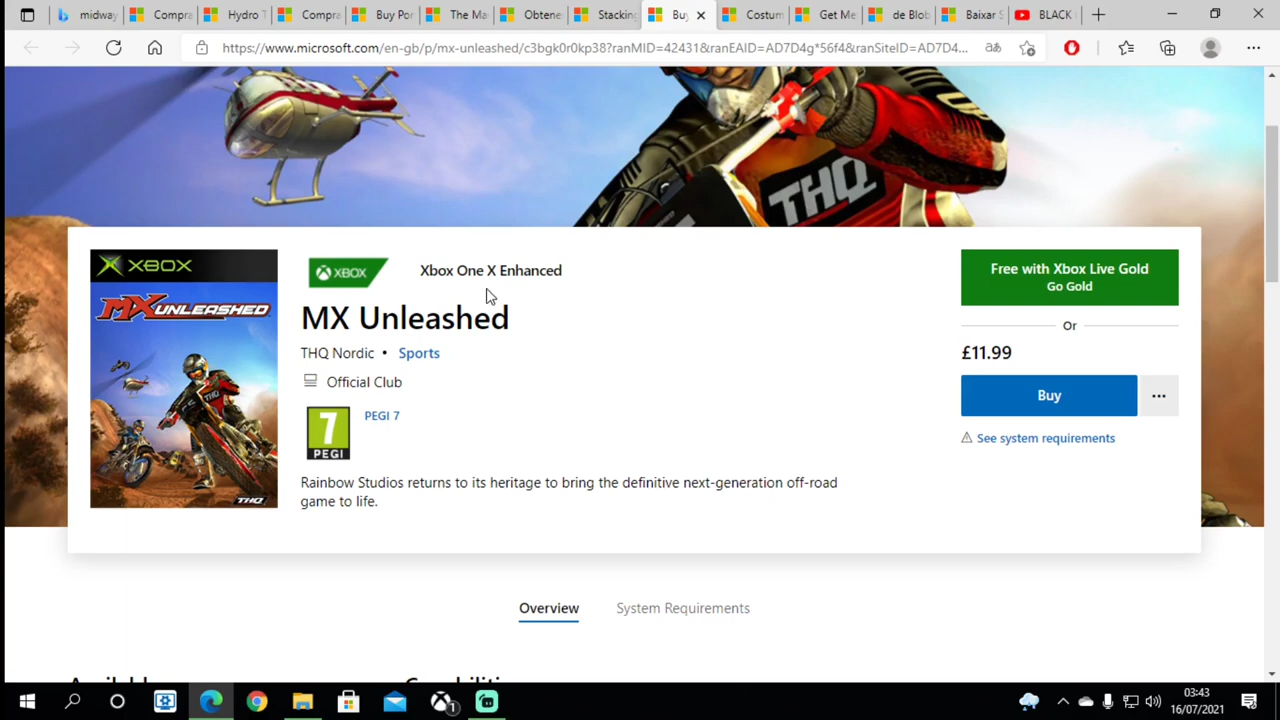 midway
Compra
Hydro T
Compra
Buy Por
The Ma
Obtene
Stacking
Buy
Costum
Get Me
de Blob
Baixar S
BLACK
https://www.microsoft.com/en-gb/p/mx-unleashed/c3bgk0r0kp38?ranMID=42431&ranEAID=AD7D4g*56f4&ranSiteID=AD7D4...
THQ
XBOX
MX UNLEASHED
THQ
THQ
XBOX
Xbox One X Enhanced
MX Unleashed
THQ Nordic • Sports
Official Club
7
PEGI
PEGI 7
Rainbow Studios returns to its heritage to bring the definitive next-generation off-road
game to life.
Free with Xbox Live Gold
Go Gold
Or
£11.99
Buy
See system requirements
Overview
System Requirements
1
03:43
16/07/2021